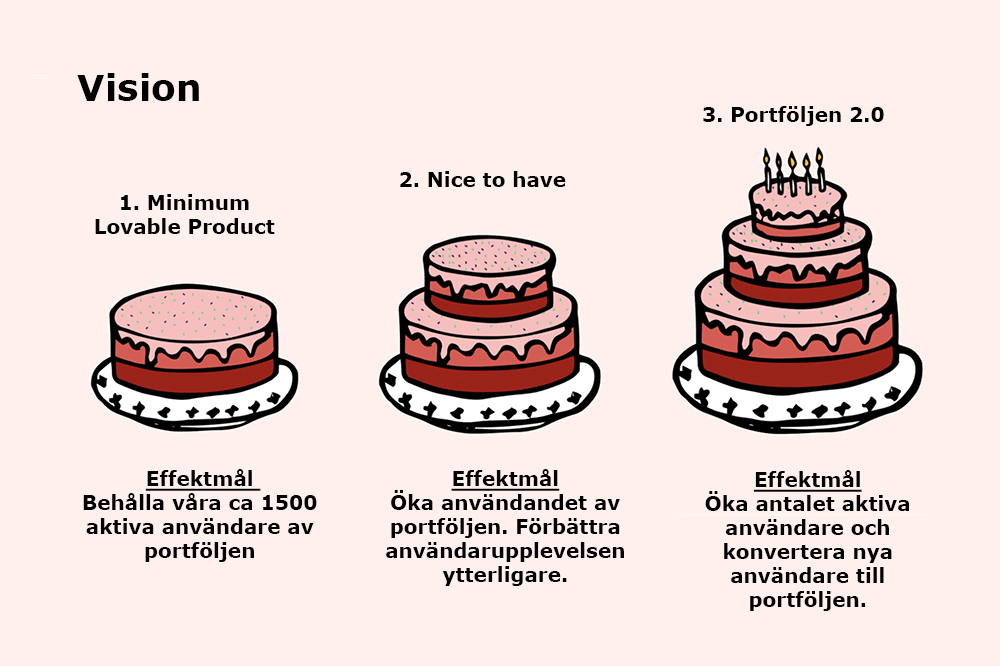 Vision
1. Minimum
Lovable Product
2. Nice to have
3. Portföljen 2.0
Effektmål
Behålla våra ca 1500
aktiva användare av
portföljen
Effektmål
Öka användandet av
portföljen. Förbättra
användarupplevelsen
ytterligare.
Effektmål
Öka antalet aktiva
användare och
konvertera nya
användare till
portföljen.